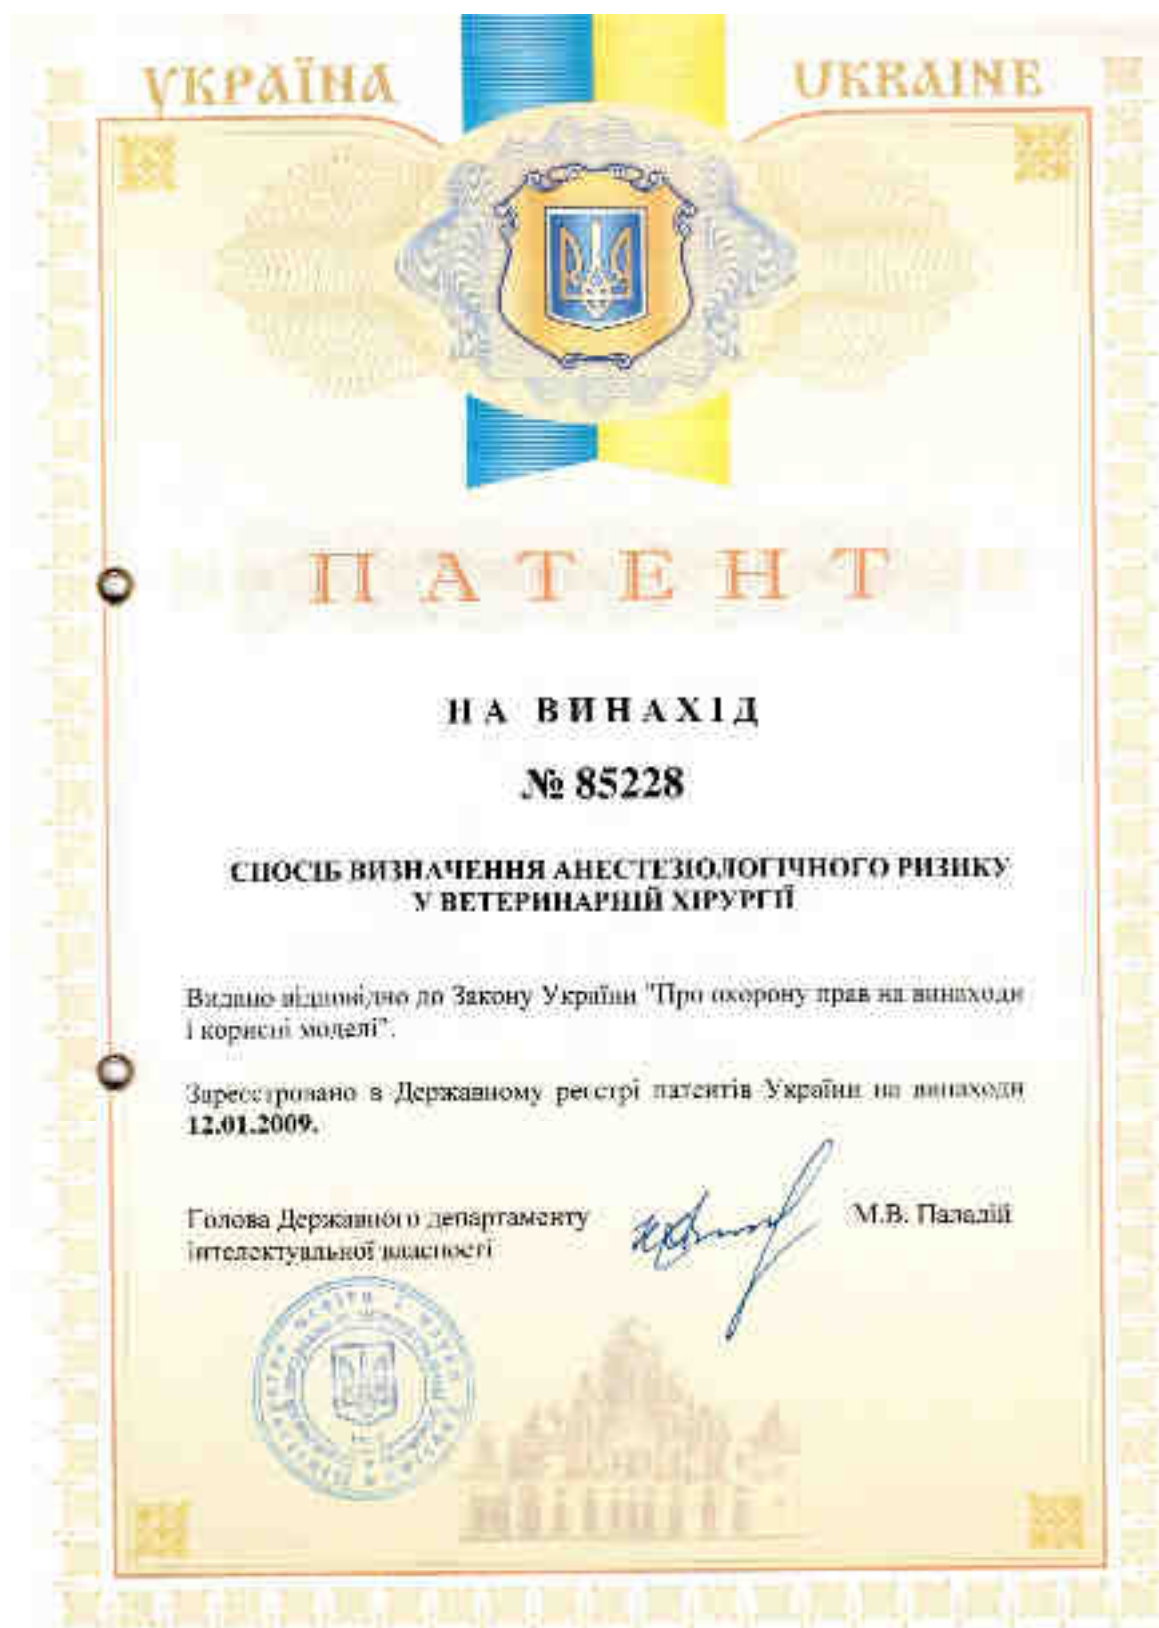 УКРАЇНА
UKRAINE
ПАТЕНТ
НА ВИНАХІД
№ 85228
СПОСІБ ВИЗНАЧЕННЯ АНЕСТЕЗІОЛОГІЧНОГО РИЗИКУ
У ВЕТЕРИНАРНІЙ ХІРУРГІЇ
Видано відповідно до Закону України "Про охорону прав на винаходи
і корисні моделі".
Зареєстровано в Державному реєстрі патентів України на винаходи
12.01.2009.
Голова Державного департаменту
інтелектуальної власності
М.В. Паладій